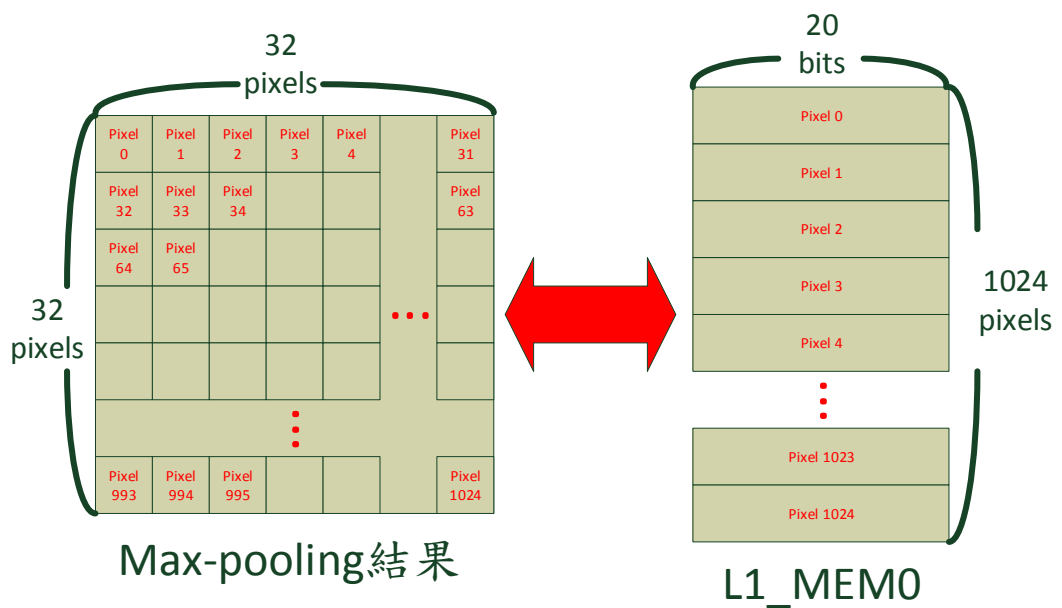 32
pixels
Pixel
0
Pixel
1
Pixel
2
Pixel
3
Pixel
4
Pixel
31
Pixel
32
Pixel
33
Pixel
34
Pixel
63
Pixel
64
Pixel
65
32
pixels
...
Pixel
993
Pixel
994
Pixel
995
Pixel
1024
Max-pooling結果
20
bits
Pixel 0
Pixel 1
Pixel 2
Pixel 3
Pixel 4
Pixel 1023
Pixel 1024
1024
pixels
L1_MEM0